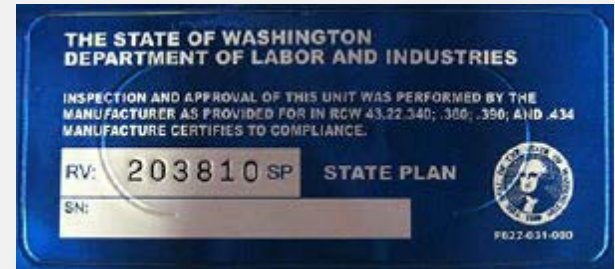 THE STATE OF WASHINGTON
DEPARTMENT OF LABOR AND INDUSTRIES
INSPECTION AND APPROVAL OF THIS UNIT WAS PERFORMED BY THE
MANUFACTURER AS PROVIDED FOR IN RCW 43.22.340; .360; .390; AND .434
MANUFACTURE CERTIFIES TO COMPLIANCE.
RV: 203810 SP STATE PLAN
SN:
F622-031-000